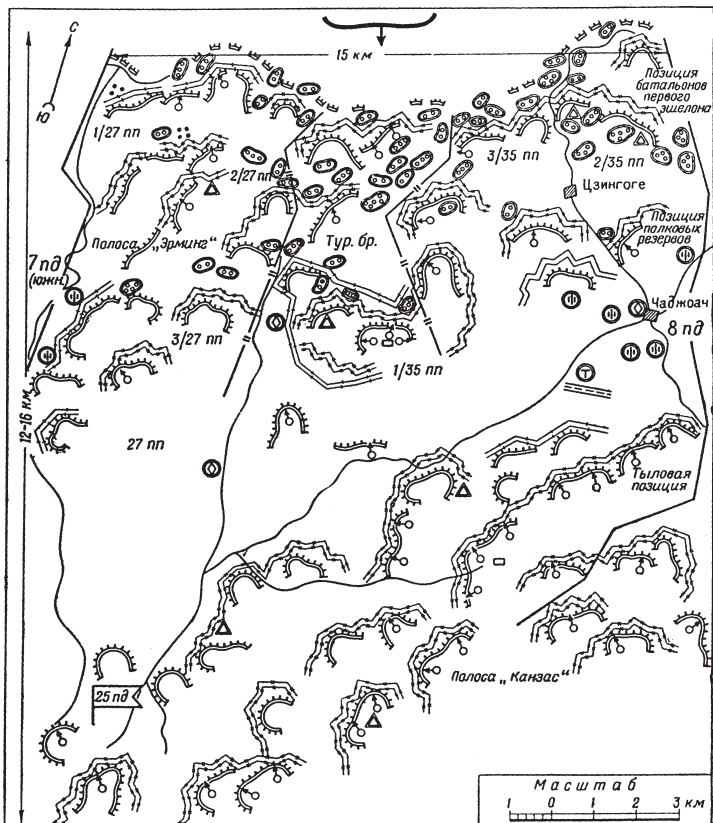 С
Ю
15 км
Позиция
батальонов
первого
эшелона
1/27 пп
2/27 пп
3/35 пп
2/35 пп
Цзингоге
Полоса „Эрминг“
Тур. бр.
Позиция
полковых
резервов
7 пд
(южн.)
Чаджоач
8 пд
3/27 пп
1/35 пп
12-16 км
27 пп
Т
Тыловая
позиция
Полоса „Канзас“
25 пд
Масштаб
1 0 1 2 3 км